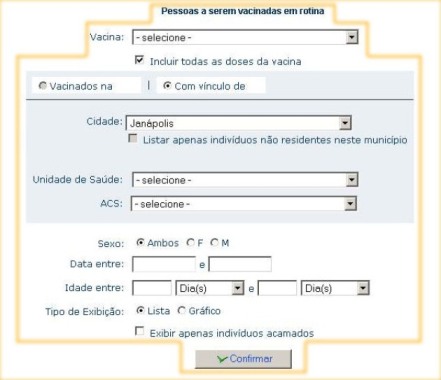 Pessoas a serem vacinadas em rotina
Vacina: - selecione -
Incluir todas as doses da vacina
Vacinados na | Com vínculo de
Cidade: Janápolis
Listar apenas indivíduos não residentes neste município
Unidade de Saúde: - selecione -
ACS: - selecione -
Sexo: Ambos F M
Data entre: e
Idade entre: Dia(s) e Dia(s)
Tipo de Exibição: Lista Gráfico
Exibir apenas indivíduos acamados
Confirmar